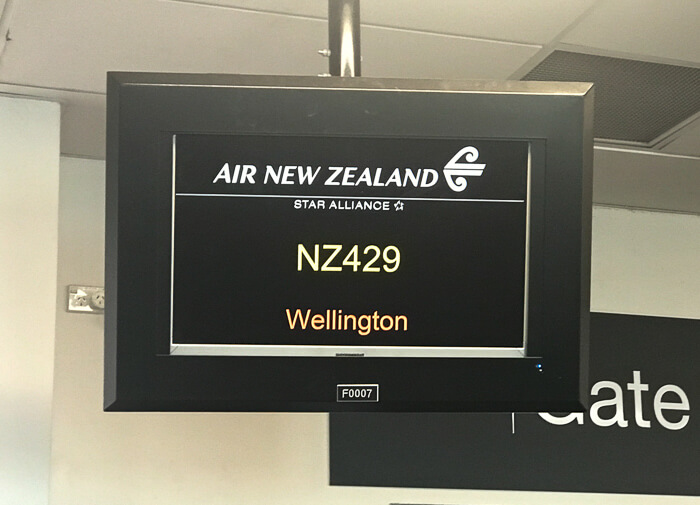 AIR NEW ZEALAND
STAR ALLIANCE
NZ429
Wellington
F0007
Gate